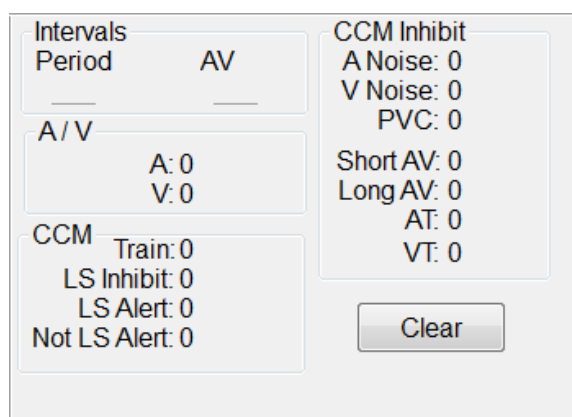 Intervals
Period AV
A / V
A: 0
V: 0
CCM
Train: 0
LS Inhibit: 0
LS Alert: 0
Not LS Alert: 0
CCM Inhibit
A Noise: 0
V Noise: 0
PVC: 0
Short AV: 0
Long AV: 0
AT: 0
VT: 0
Clear